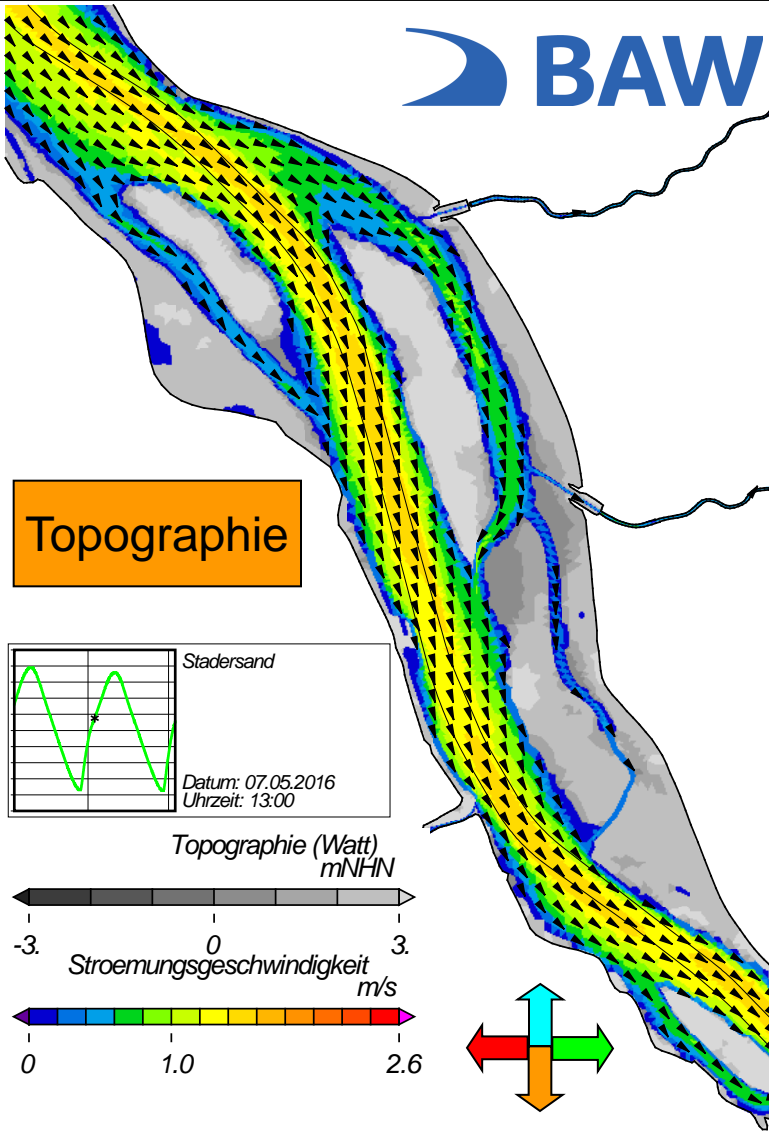 BAW
Topographie
Stadersand
Datum: 07.05.2016
Uhrzeit: 13:00
Topographie (Watt)
mNHN
-3. 0 3.
Stroemungsgeschwindigkeit
m/s
0 1.0 2.6